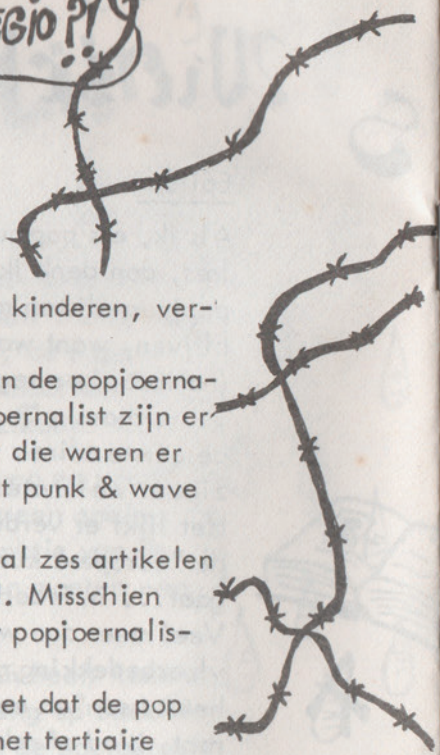 EGIO?!
kinderen, ver-
n de popjoerna-
oernalist zijn er
die waren er
t punk & wave
al zes artikelen
. Misschien
popjoernalis-
et dat de pop
net tertiaire